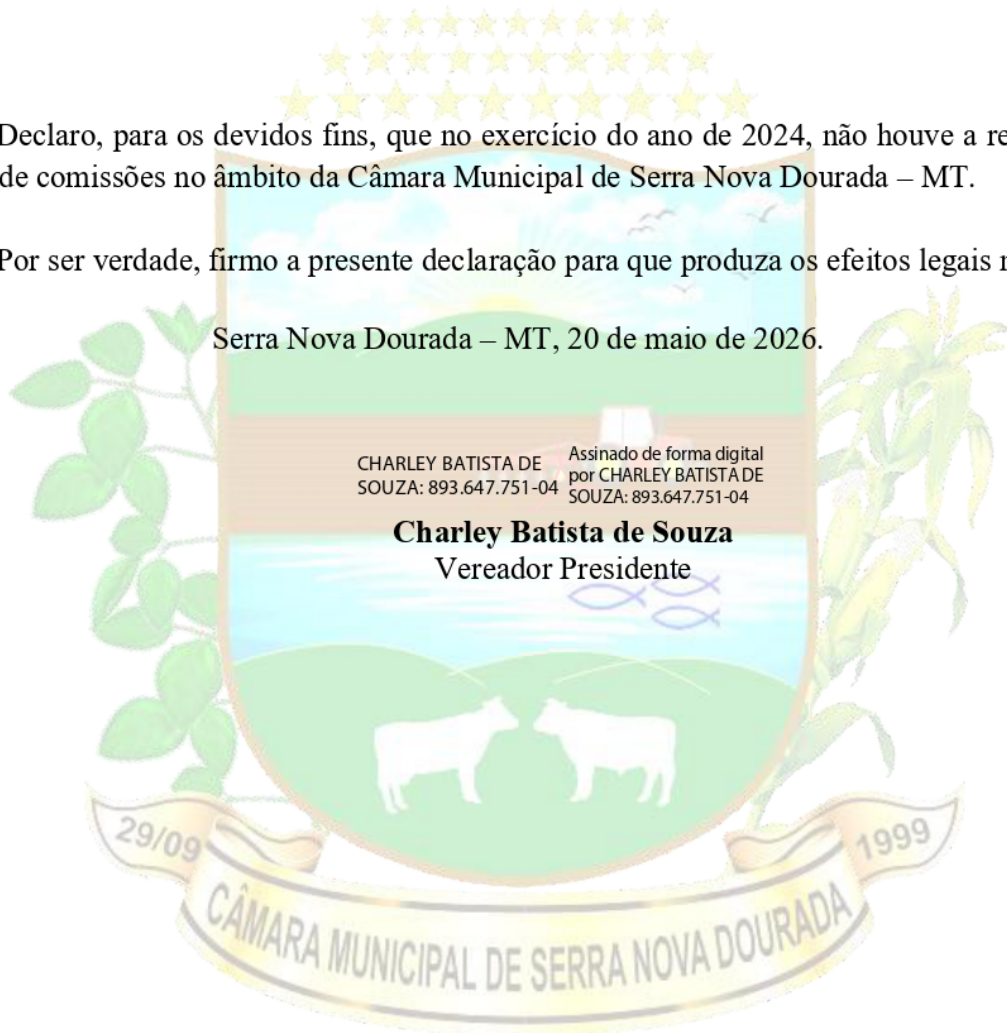 Declaro, para os devidos fins, que no exercício do ano de 2024, não houve a re
de comissões no âmbito da Câmara Municipal de Serra Nova Dourada – MT.
Por ser verdade, firmo a presente declaração para que produza os efeitos legais
Serra Nova Dourada – MT, 20 de maio de 2026.
CHARLEY BATISTA DE
SOUZA: 893.647.751-04
Assinado de forma digital
por CHARLEY BATISTA DE
SOUZA: 893.647.751-04
Charley Batista de Souza
Vereador Presidente
29/09
1999
CÂMARA MUNICIPAL DE SERRA NOVA DOURADA